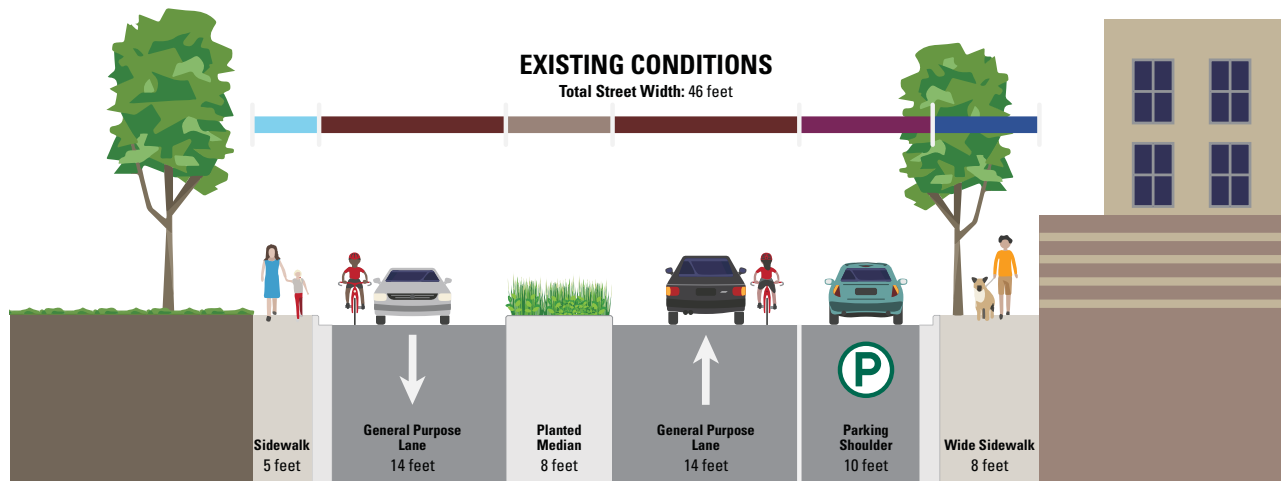 EXISTING CONDITIONS
Total Street Width: 46 feet
P
Sidewalk
5 feet
General Purpose
Lane
14 feet
Planted
Median
8 feet
General Purpose
Lane
14 feet
Parking
Shoulder
10 feet
Wide Sidewalk
8 feet